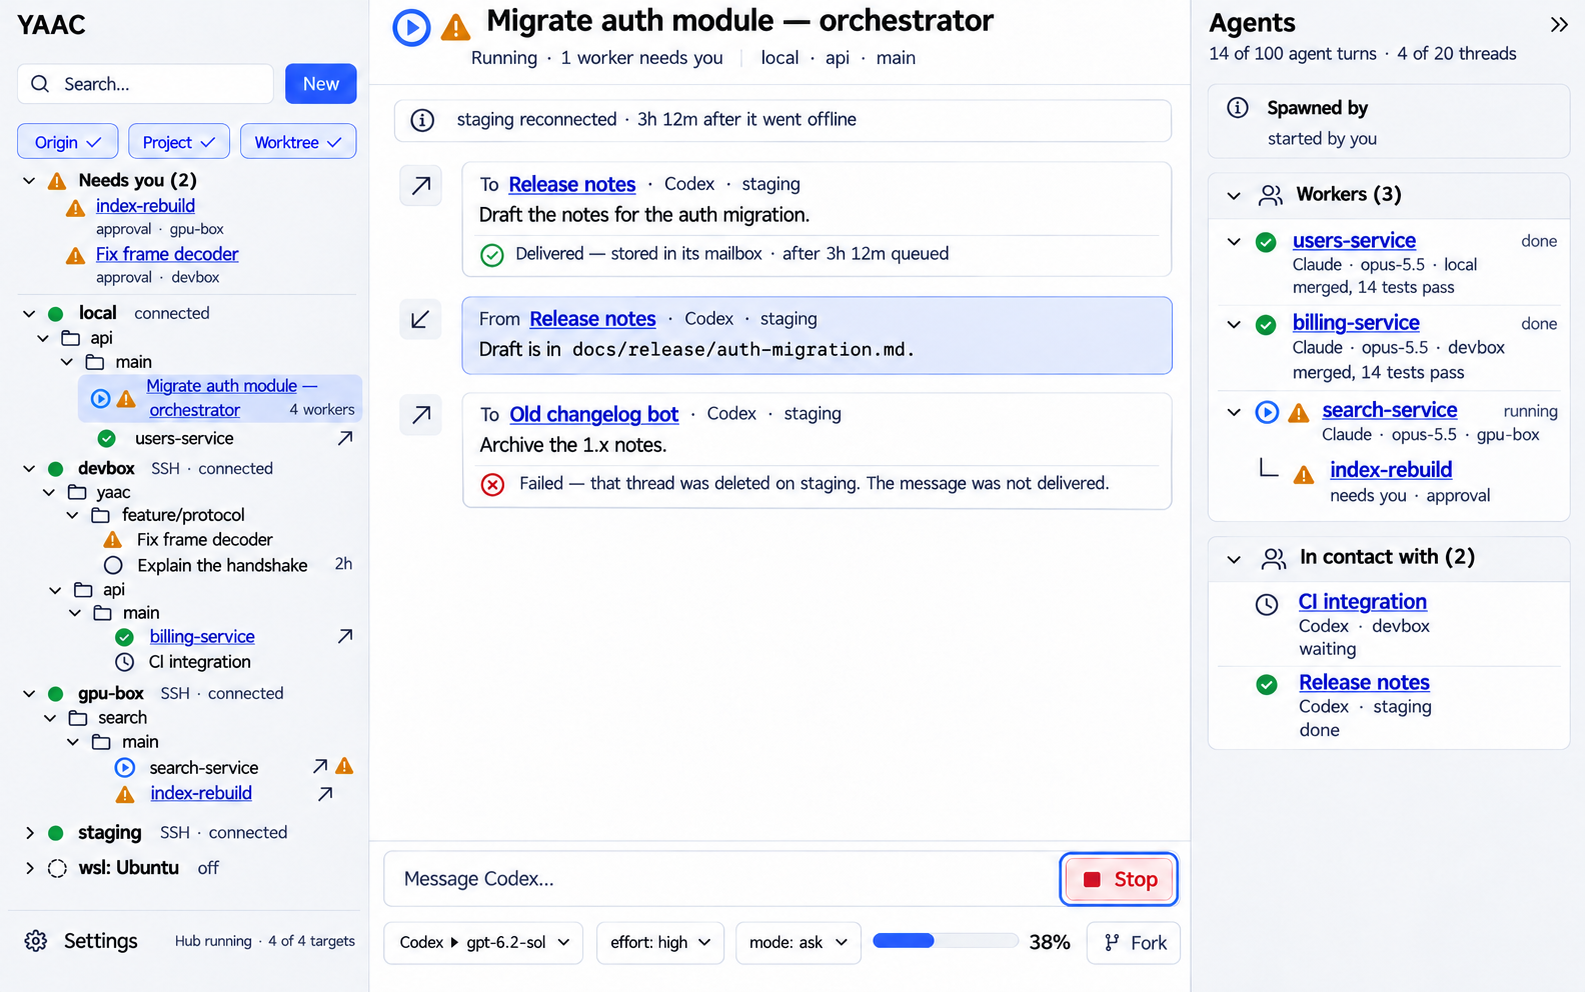 YAAC
Search...
New
Origin
Project
Worktree
Needs you (2)
index-rebuild
approval · gpu-box
Fix frame decoder
approval · devbox
local connected
api
main
Migrate auth module —
orchestrator 4 workers
users-service
devbox SSH · connected
yaac
feature/protocol
Fix frame decoder
Explain the handshake 2h
api
main
billing-service
CI integration
gpu-box SSH · connected
search
main
search-service
index-rebuild
staging SSH · connected
wsl: Ubuntu off
Settings Hub running · 4 of 4 targets
Migrate auth module — orchestrator
Running · 1 worker needs you local · api · main
staging reconnected · 3h 12m after it went offline
To Release notes · Codex · staging
Draft the notes for the auth migration.
Delivered — stored in its mailbox · after 3h 12m queued
From Release notes · Codex · staging
Draft is in docs/release/auth-migration.md.
To Old changelog bot · Codex · staging
Archive the 1.x notes.
Failed — that thread was deleted on staging. The message was not delivered.
Message Codex...
Stop
Codex gpt-6.2-sol
effort: high
mode: ask
38%
Fork
Agents
14 of 100 agent turns · 4 of 20 threads
Spawned by
started by you
Workers (3)
users-service done
Claude · opus-5.5 · local
merged, 14 tests pass
billing-service done
Claude · opus-5.5 · devbox
merged, 14 tests pass
search-service running
Claude · opus-5.5 · gpu-box
index-rebuild
needs you · approval
In contact with (2)
CI integration
Codex · devbox
waiting
Release notes
Codex · staging
done